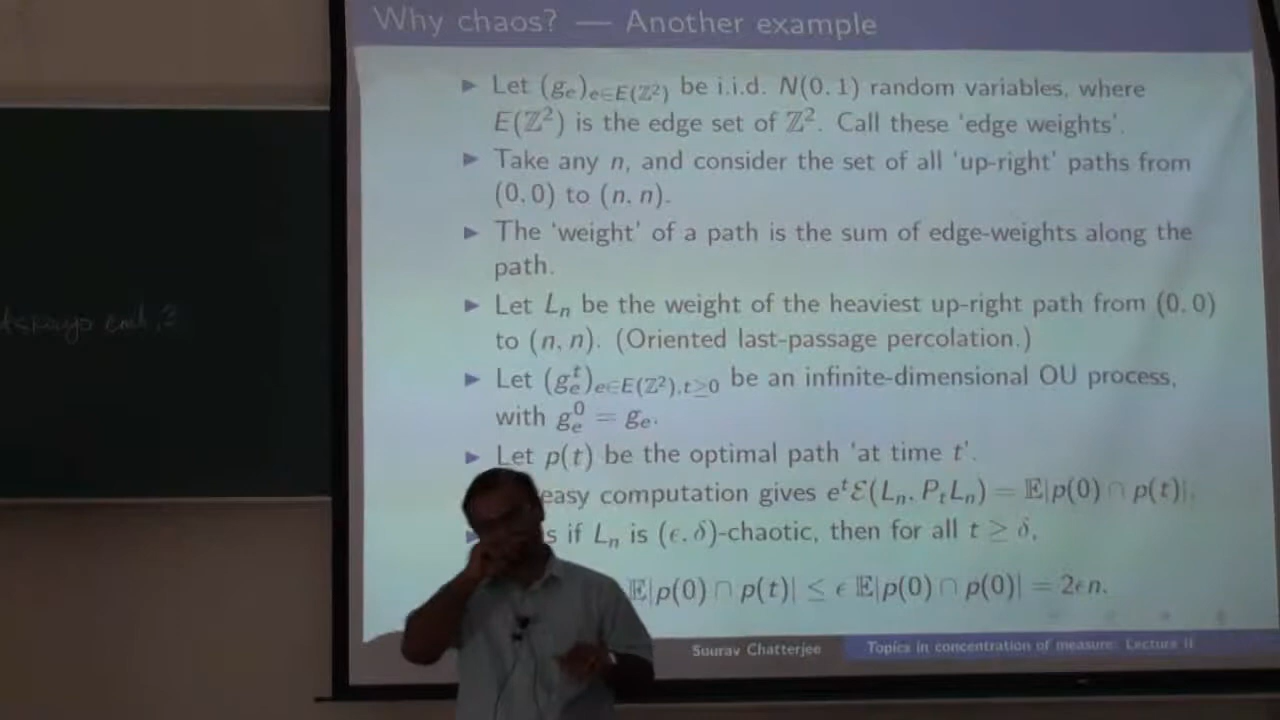 Why chaos? — Another example
▶ Let (g_e)_{e∈E(ℤ²)} be i.i.d. N(0, 1) random variables, where
E(ℤ²) is the edge set of ℤ². Call these 'edge weights'.
▶ Take any n, and consider the set of all 'up-right' paths from
(0, 0) to (n, n).
▶ The 'weight' of a path is the sum of edge-weights along the
path.
▶ Let L_n be the weight of the heaviest up-right path from (0, 0)
to (n, n). (Oriented last-passage percolation.)
▶ Let (g_e^t)_{e∈E(ℤ²), t≥0} be an infinite-dimensional OU process,
with g_e^0 = g_e.
▶ Let p(t) be the optimal path 'at time t'.
easy computation gives e^t ℰ(L_n, P_t L_n) = 𝔼|p(0) ∩ p(t)|.
s if L_n is (ϵ, δ)-chaotic, then for all t ≥ δ,
𝔼|p(0) ∩ p(t)| ≤ ϵ 𝔼|p(0) ∩ p(0)| = 2ϵn.
Sourav Chatterjee Topics in concentration of measure: Lecture II